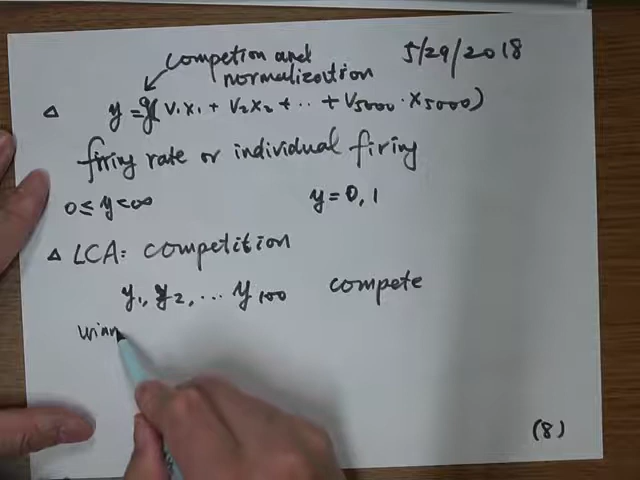 competion and 5/29/2018
normalization
△ y = g( v₁x₁ + v₂x₂ + ·· + v₅₀₀₀ · x₅₀₀₀)
firing rate or individual firing
0 ≤ y < ∞ y = 0, 1
△ LCA: competition
y₁, y₂, ... y₁₀₀ compete
winn
(8)